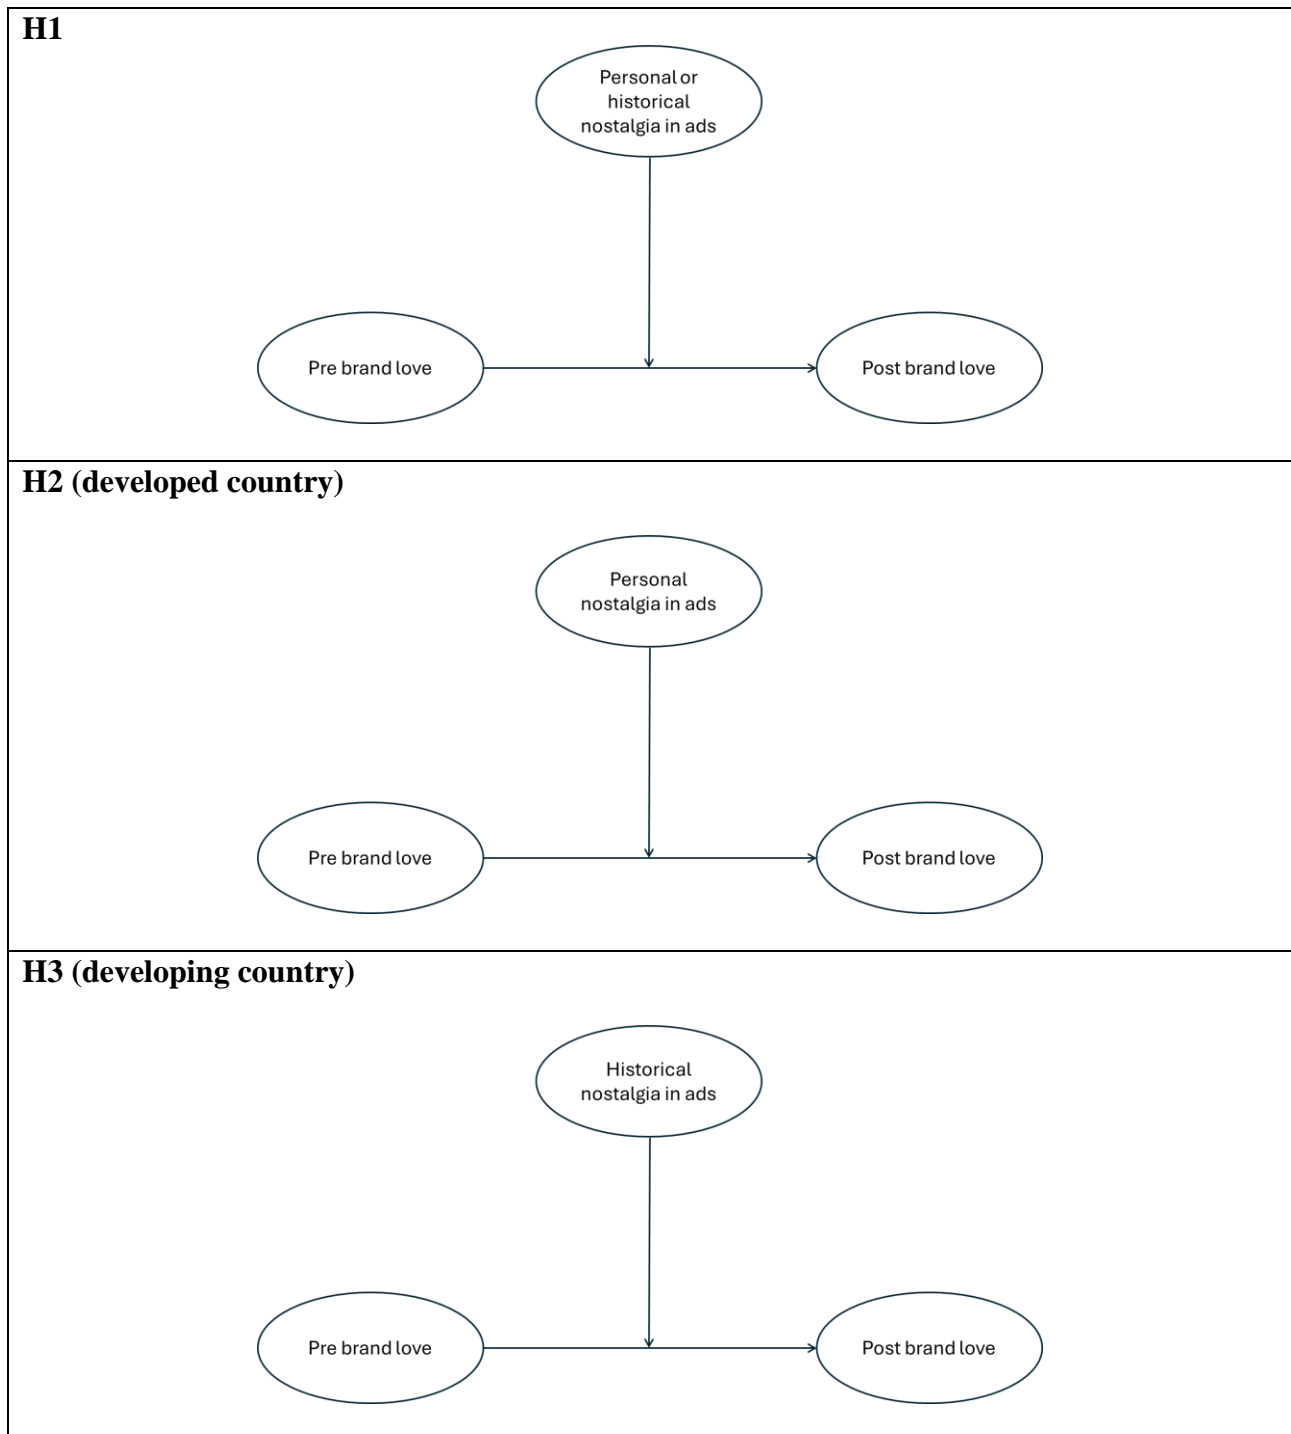 H1
Personal or
historical
nostalgia in ads
Pre brand love
Post brand love
H2 (developed country)
Personal
nostalgia in ads
Pre brand love
Post brand love
H3 (developing country)
Historical
nostalgia in ads
Pre brand love
Post brand love